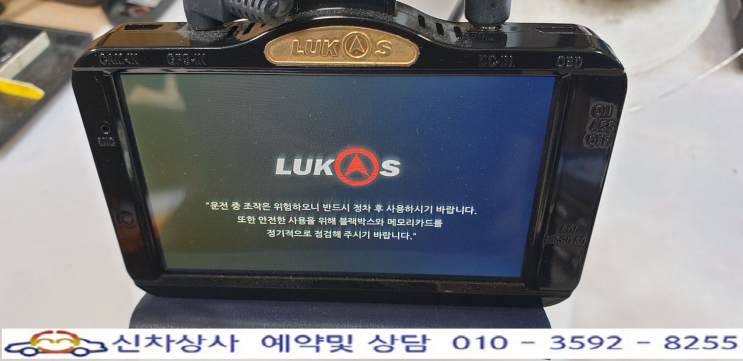 LUKAS
CAM-IN GPS-IN DC-IN OBD
LUKAS
"운전 중 조작은 위험하오니 반드시 정차 후 사용하시기 바랍니다.
또한 안전한 사용을 위해 블랙박스와 메모리카드를
정기적으로 점검해 주시기 바랍니다."
신차상사 예약및 상담 010 - 3592 - 8255